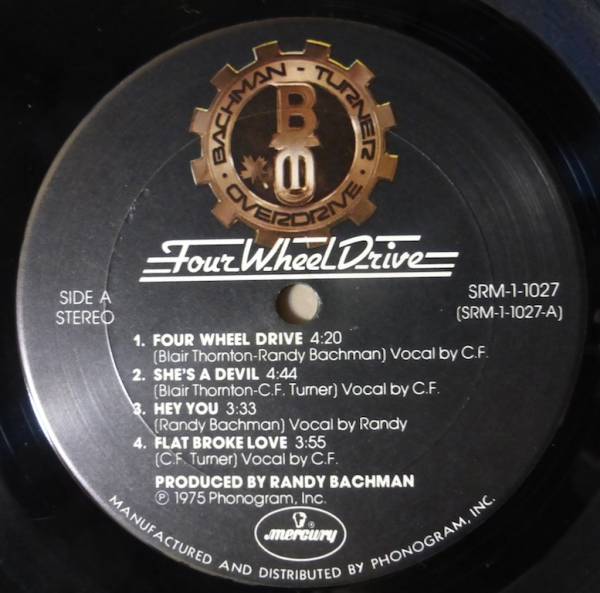 BACHMAN - TURNER
B
• OVERDRIVE •
Four Wheel Drive
SIDE A
STEREO
SRM-1-1027
(SRM-1-1027-A)
1. FOUR WHEEL DRIVE 4:20
(Blair Thornton-Randy Bachman) Vocal by C.F.
2. SHE'S A DEVIL 4:44
(Blair Thornton-C.F. Turner) Vocal by C.F.
3. HEY YOU 3:33
(Randy Bachman) Vocal by Randy
4. FLAT BROKE LOVE 3:55
(C.F. Turner) Vocal by C.F.
PRODUCED BY RANDY BACHMAN
℗ 1975 Phonogram, Inc.
mercury ®
MANUFACTURED AND DISTRIBUTED BY PHONOGRAM, INC.